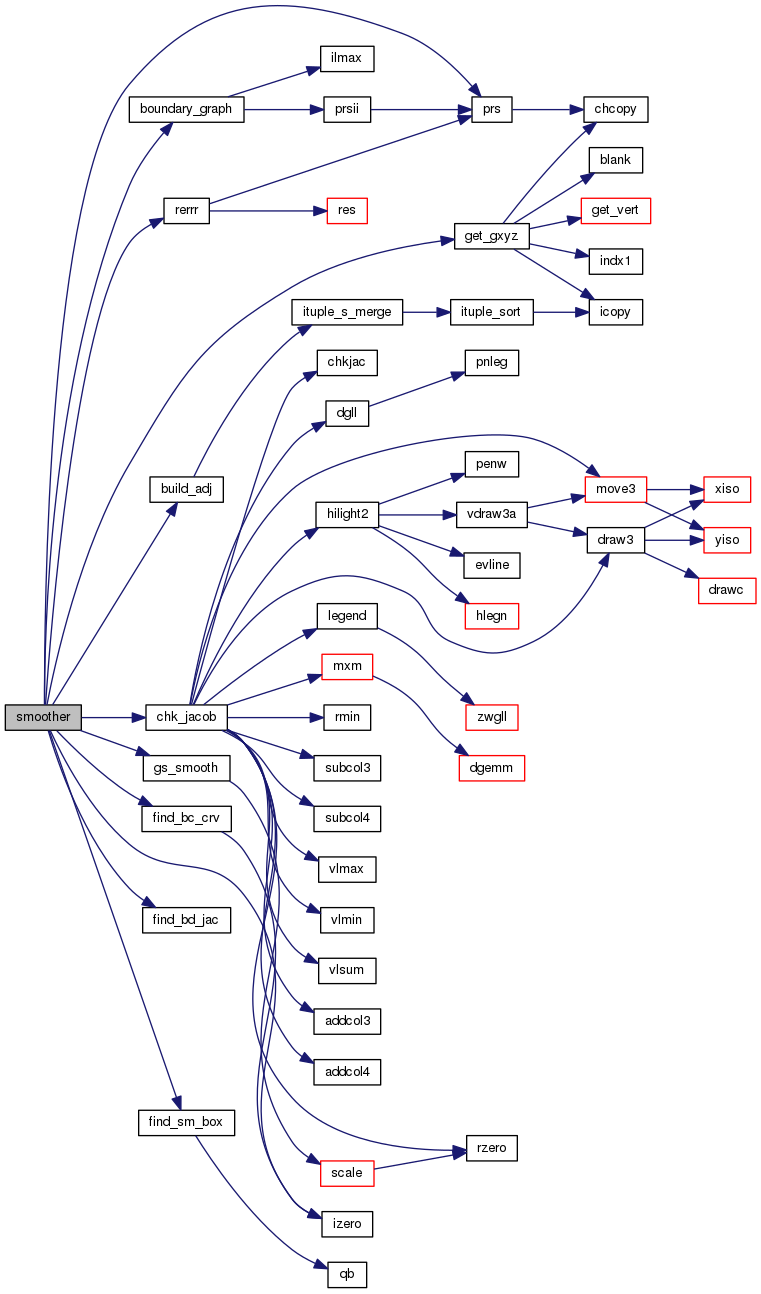 ilmax
boundary_graph
prsii
prs
chcopy
blank
rerrr
res
get_vert
get_gxyz
indx1
ituple_s_merge
ituple_sort
icopy
chkjac
pnleg
dgll
penw
build_adj
move3
xiso
hilight2
vdraw3a
draw3
yiso
evline
drawc
legend
hlegn
mxm
smoother
chk_jacob
rmin
zwgll
gs_smooth
subcol3
dgemm
find_bc_crv
subcol4
vlmax
find_bd_jac
vlmin
vlsum
addcol3
addcol4
find_sm_box
rzero
scale
izero
qb